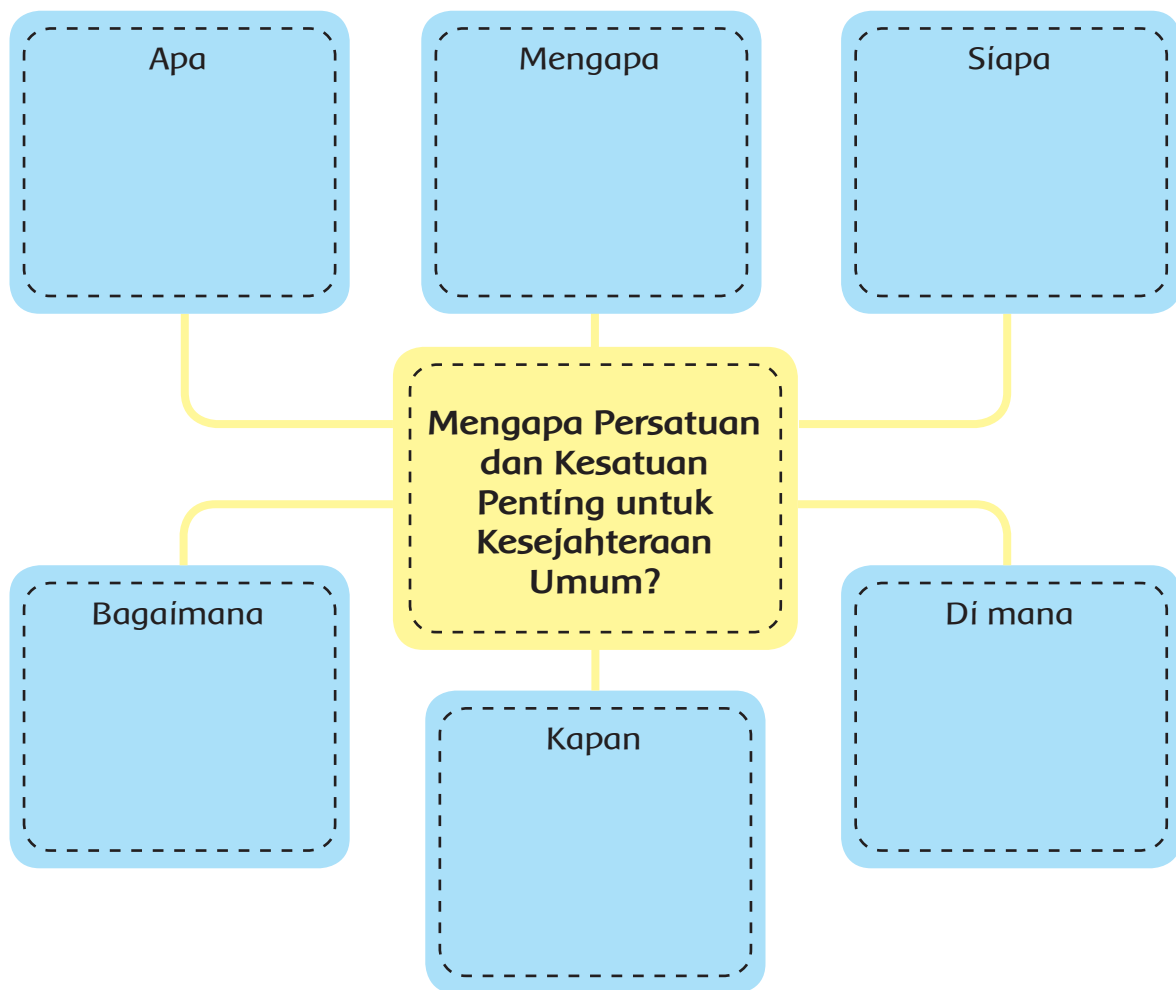 Apa
Mengapa
Siapa
Mengapa Persatuan
dan Kesatuan
Penting untuk
Kesejahteraan
Umum?
Bagaimana
Di mana
Kapan